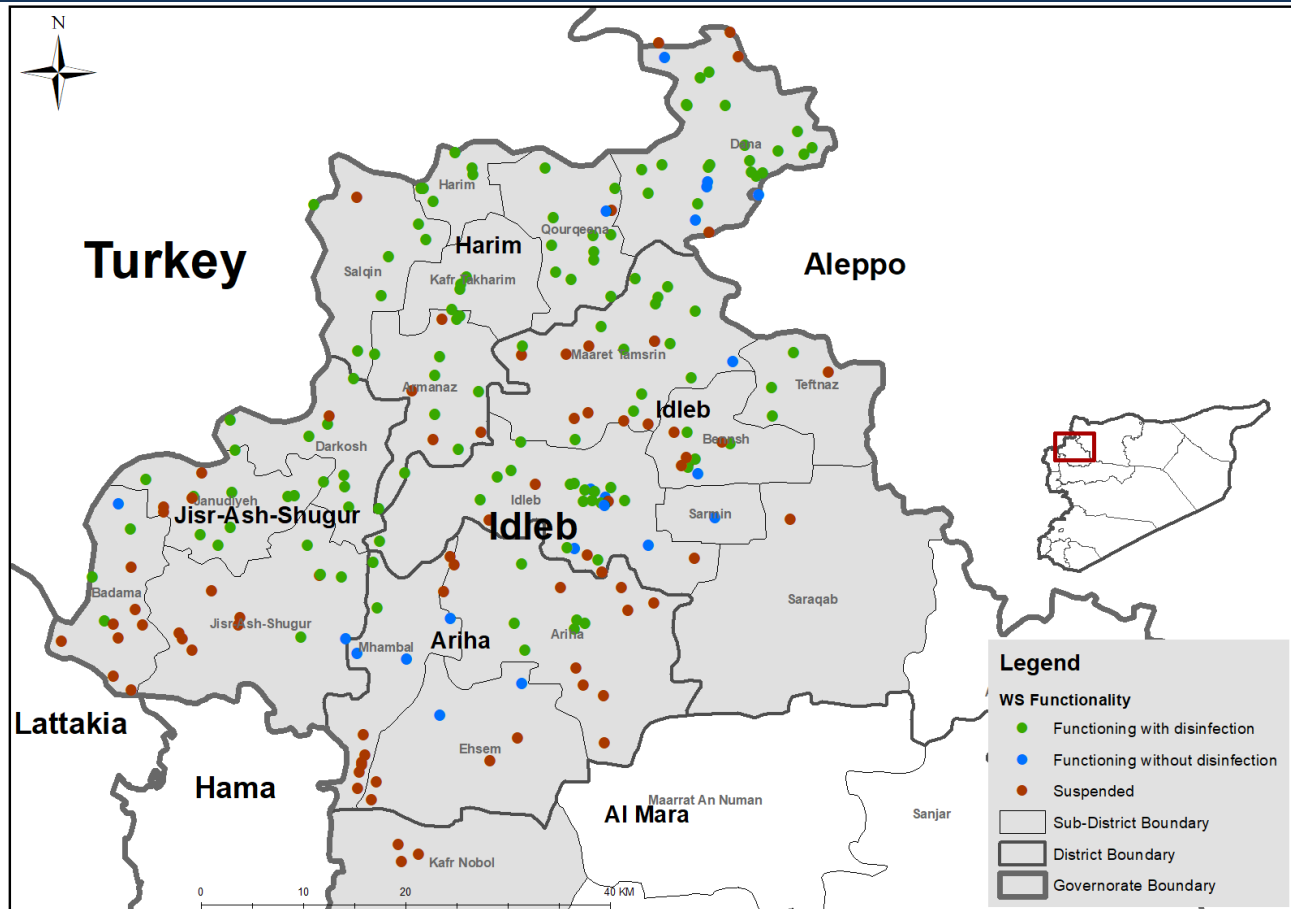 N
Dana
Harim
Qourqeena
Harim
Turkey
Aleppo
Salqin
Kafr Takharim
Maaret Tamsrin
Teftnaz
Armanaz
Idleb
Darkosh
Bennsh
Janudiyeh
Idleb
Sarmin
Jisr-Ash-Shugur
Idleb
Badama
Saraqab
Jisr-Ash-Shugur
Ariha
Ariha
Mhambal
Lattakia
Ehsem
Hama
Maarrat An Numan
Al Mara
Sanjar
Kafr Nobol
0 10 20 40 KM
Legend
WS Functionality
Functioning with disinfection
Functioning without disinfection
Suspended
Sub-District Boundary
District Boundary
Governorate Boundary